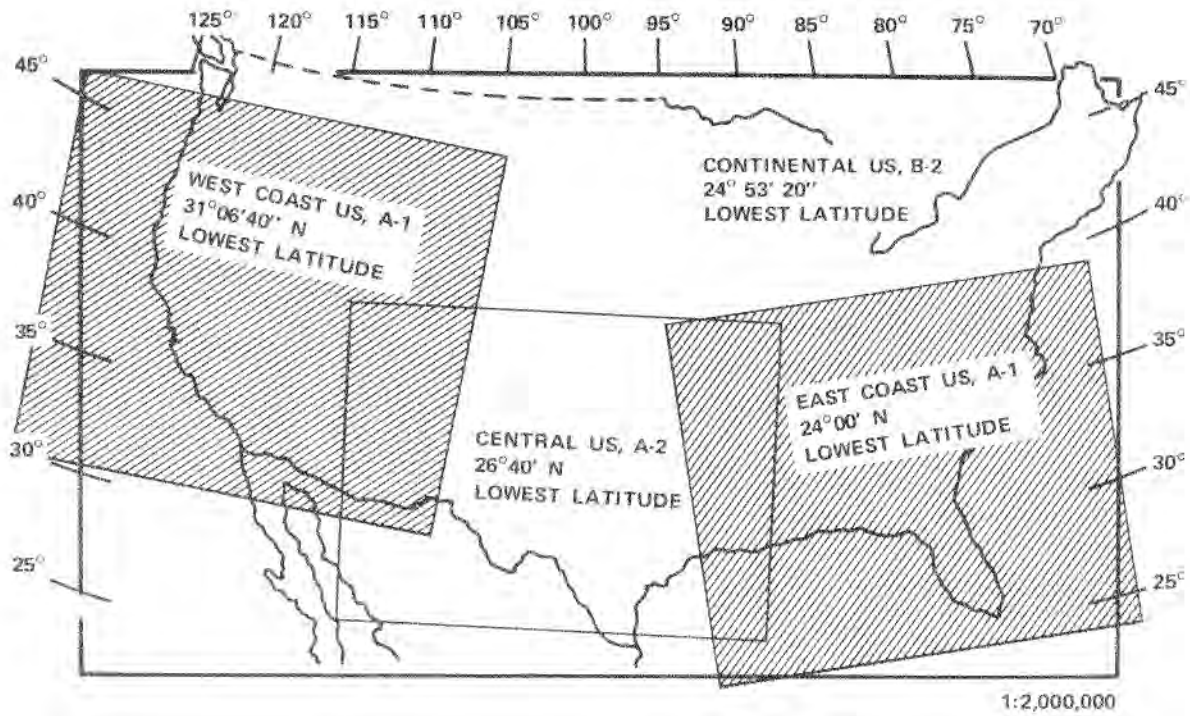 125° 120° 115° 110° 105° 100° 95° 90° 85° 80° 75° 70°
45°
45°
CONTINENTAL US, B-2
24° 53' 20"
LOWEST LATITUDE
WEST COAST US, A-1
31°06'40" N
LOWEST LATITUDE
40°
40°
35°
35°
EAST COAST US, A-1
24°00' N
LOWEST LATITUDE
CENTRAL US, A-2
26°40' N
LOWEST LATITUDE
30°
30°
25°
25°
1:2,000,000